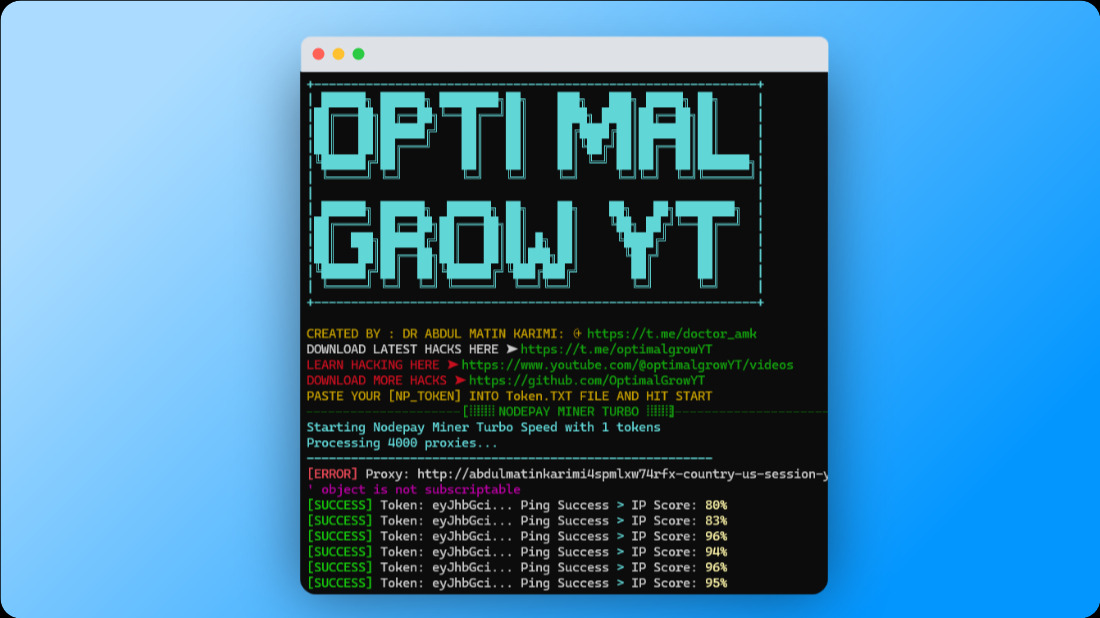 OPTIMAL
GROW YT
CREATED BY : DR ABDUL MATIN KARIMI: https://t.me/doctor_amk
DOWNLOAD LATEST HACKS HERE ➤ https://t.me/optimalgrowYT
LEARN HACKING HERE ➤ https://www.youtube.com/@optimalgrowYT/videos
DOWNLOAD MORE HACKS ➤ https://github.com/OptimalGrowYT
PASTE YOUR [NP_TOKEN] INTO Token.TXT FILE AND HIT START
NODEPAY MINER TURBO
Starting Nodepay Miner Turbo Speed with 1 tokens
Processing 4000 proxies...
[ERROR] Proxy: http://abdulmatinkarimi4spmlxw74rfx-country-us-session-y
' object is not subscriptable
[SUCCESS] Token: eyJhbGci... Ping Success > IP Score: 80%
[SUCCESS] Token: eyJhbGci... Ping Success > IP Score: 83%
[SUCCESS] Token: eyJhbGci... Ping Success > IP Score: 96%
[SUCCESS] Token: eyJhbGci... Ping Success > IP Score: 94%
[SUCCESS] Token: eyJhbGci... Ping Success > IP Score: 96%
[SUCCESS] Token: eyJhbGci... Ping Success > IP Score: 95%